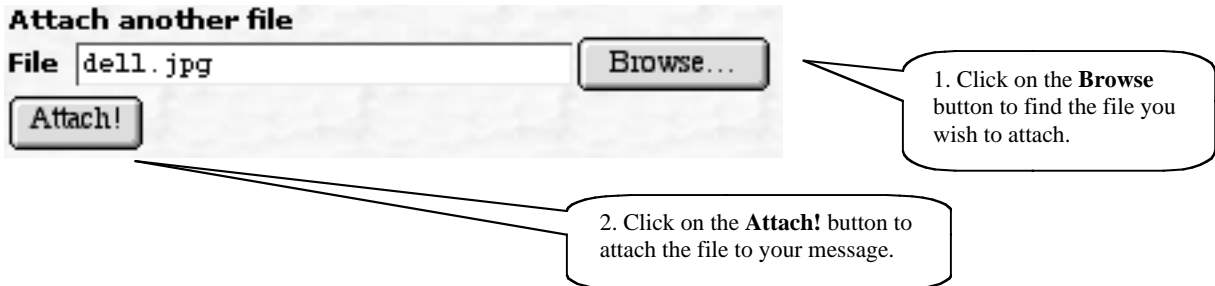 Attach another file
File dell.jpg Browse...
Attach!
1. Click on the Browse
button to find the file you
wish to attach.
2. Click on the Attach! button to
attach the file to your message.